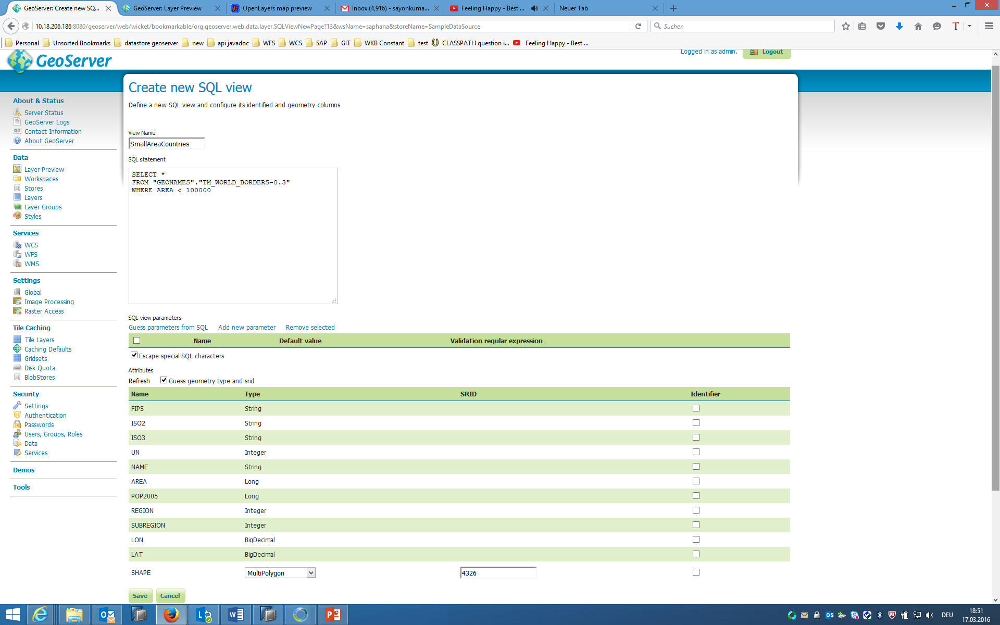 GeoServer: Create new SQ...
GeoServer: Layer Preview
OpenLayers map preview
Inbox (4,916) - sayonkuma...
Feeling Happy - Best ...
Neuer Tab
10.18.206.186:8080/geoserver/web/wicket/bookmarkable/org.geoserver.web.data.layer.SQLViewNewPage?13&wsName=saphana&storeName=SampleDataSource
Suchen
Personal
Unsorted Bookmarks
datastore geoserver
new
api javadoc
WFS
WCS
SAP
GIT
WKB Constant
test
CLASSPATH question i...
Feeling Happy - Best ...
GeoServer
Logged in as admin.
Logout
About & Status
Server Status
GeoServer Logs
Contact Information
About GeoServer
Data
Layer Preview
Workspaces
Stores
Layers
Layer Groups
Styles
Services
WCS
WFS
WMS
Settings
Global
Image Processing
Raster Access
Tile Caching
Tile Layers
Caching Defaults
Gridsets
Disk Quota
BlobStores
Security
Settings
Authentication
Passwords
Users, Groups, Roles
Data
Services
Demos
Tools
Create new SQL view
Define a new SQL view and configure its identified and geometry columns
View Name
SmallAreaCountries
SQL statement
SELECT *
FROM "GEONAMES"."TM_WORLD_BORDERS-0.3"
WHERE AREA < 100000
SQL view parameters
Guess parameters from SQL Add new parameter Remove selected
Name Default value Validation regular expression
Escape special SQL characters
Attributes
Refresh Guess geometry type and srid
Name Type SRID Identifier
FIPS String
ISO2 String
ISO3 String
UN Integer
NAME String
AREA Long
POP2005 Long
REGION Integer
SUBREGION Integer
LON BigDecimal
LAT BigDecimal
SHAPE MultiPolygon 4326
Save Cancel
DEU
18:51
17.03.2016